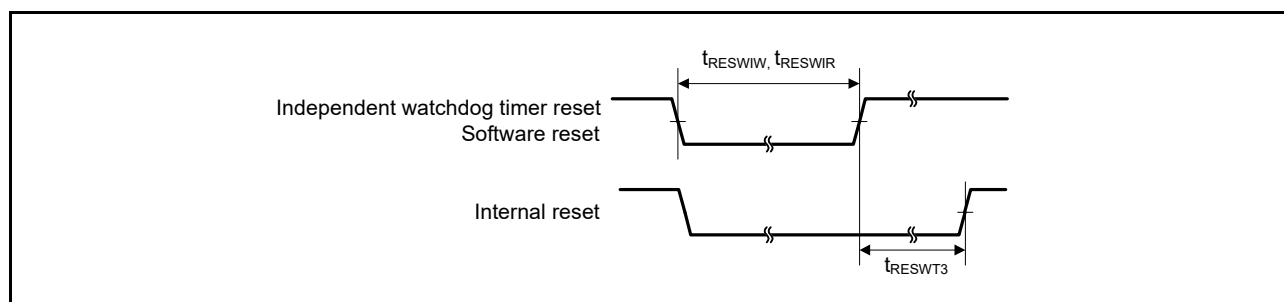 tRESWIW, tRESWIR
Independent watchdog timer reset
Software reset
Internal reset
tRESWT3